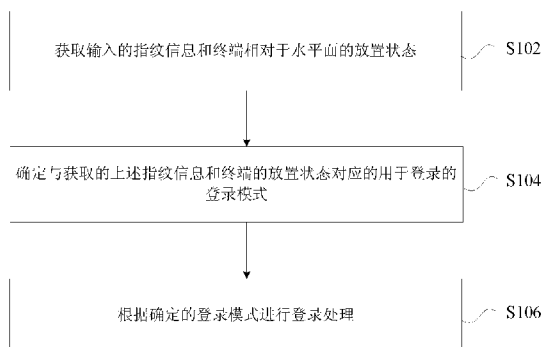 获取输入的指纹信息和终端相对于水平面的放置状态
S102
确定与获取的上述指纹信息和终端的放置状态对应的用于登录的
登录模式
S104
根据确定的登录模式进行登录处理
S106